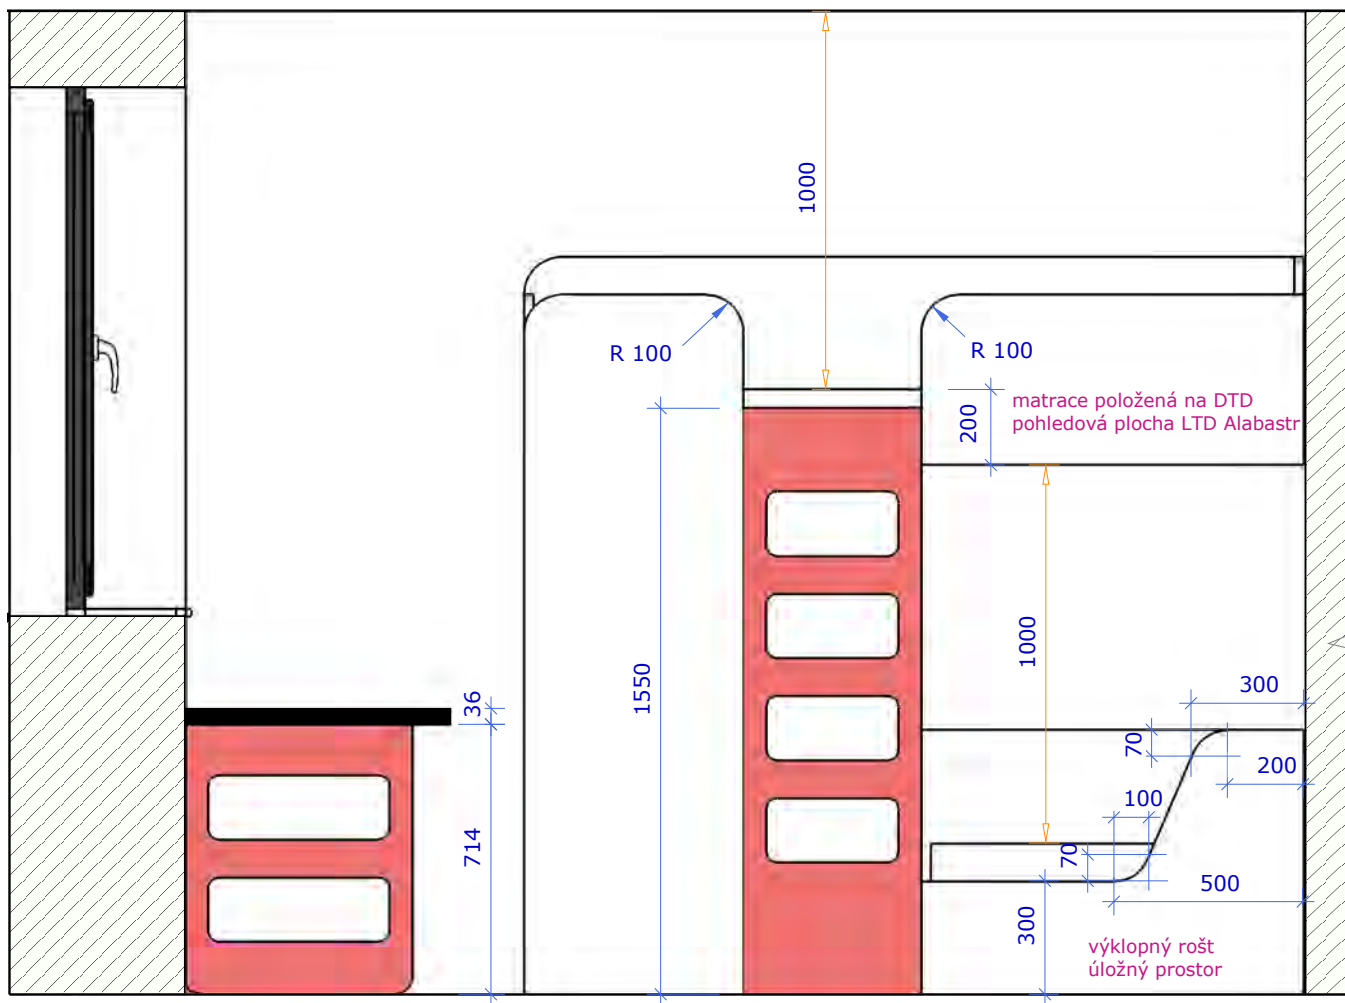 1000
R 100
R 100
matrace položená na DTD
pohledová plocha LTD Alabastr
200
1000
1550
36
300
70
200
100
714
70
500
300
výklopný rošt
úložný prostor